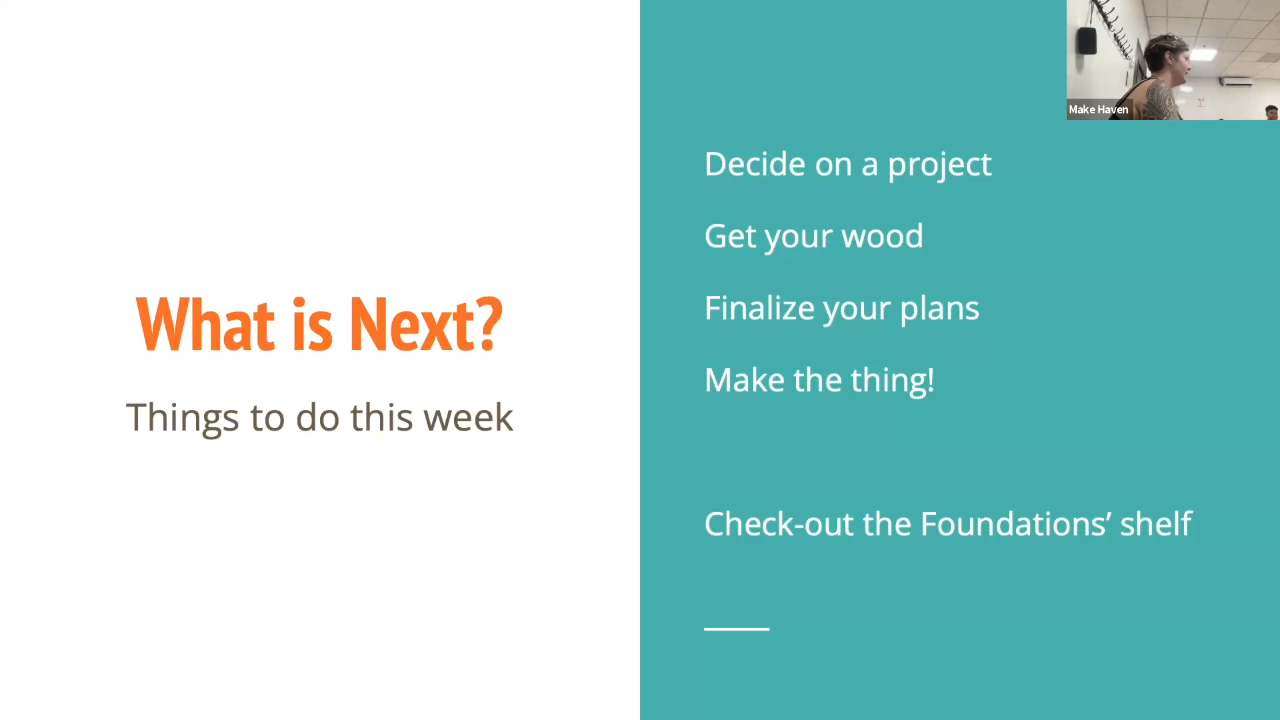 What is Next?
Things to do this week
Decide on a project
Get your wood
Finalize your plans
Make the thing!
Check-out the Foundations’ shelf
Make Haven